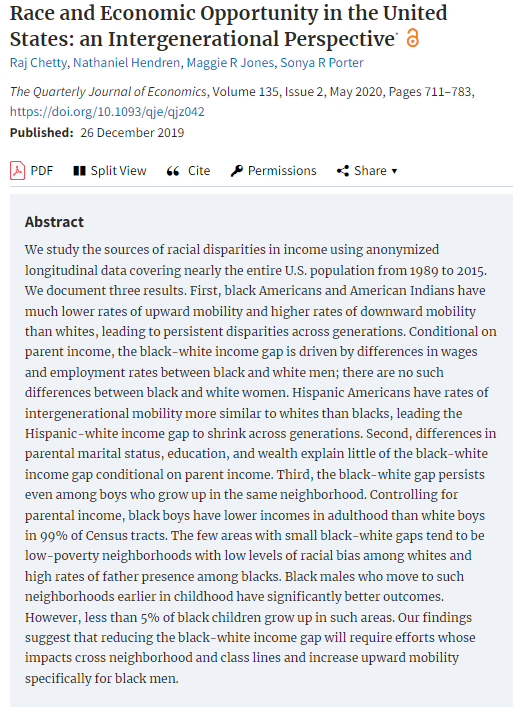 Race and Economic Opportunity in the United
States: an Intergenerational Perspective*
Raj Chetty, Nathaniel Hendren, Maggie R Jones, Sonya R Porter
The Quarterly Journal of Economics, Volume 135, Issue 2, May 2020, Pages 711–783,
https://doi.org/10.1093/qje/qjz042
Published: 26 December 2019
PDF Split View Cite Permissions Share
Abstract
We study the sources of racial disparities in income using anonymized
longitudinal data covering nearly the entire U.S. population from 1989 to 2015.
We document three results. First, black Americans and American Indians have
much lower rates of upward mobility and higher rates of downward mobility
than whites, leading to persistent disparities across generations. Conditional on
parent income, the black-white income gap is driven by differences in wages
and employment rates between black and white men; there are no such
differences between black and white women. Hispanic Americans have rates of
intergenerational mobility more similar to whites than blacks, leading the
Hispanic-white income gap to shrink across generations. Second, differences in
parental marital status, education, and wealth explain little of the black-white
income gap conditional on parent income. Third, the black-white gap persists
even among boys who grow up in the same neighborhood. Controlling for
parental income, black boys have lower incomes in adulthood than white boys
in 99% of Census tracts. The few areas with small black-white gaps tend to be
low-poverty neighborhoods with low levels of racial bias among whites and
high rates of father presence among blacks. Black males who move to such
neighborhoods earlier in childhood have significantly better outcomes.
However, less than 5% of black children grow up in such areas. Our findings
suggest that reducing the black-white income gap will require efforts whose
impacts cross neighborhood and class lines and increase upward mobility
specifically for black men.